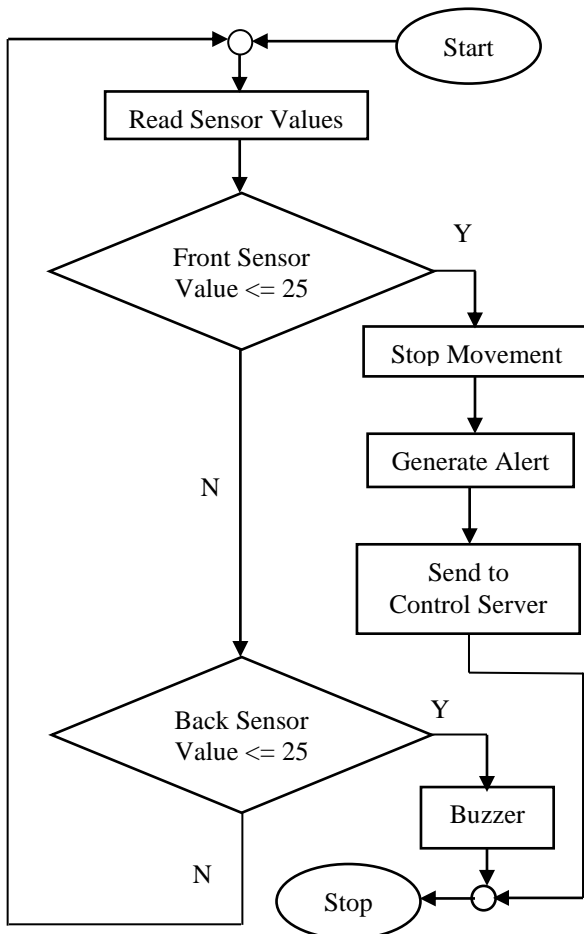 Start
Read Sensor Values
Y
Front Sensor
Value <= 25
Stop Movement
Generate Alert
N
Send to
Control Server
Y
Back Sensor
Value <= 25
Buzzer
N
Stop